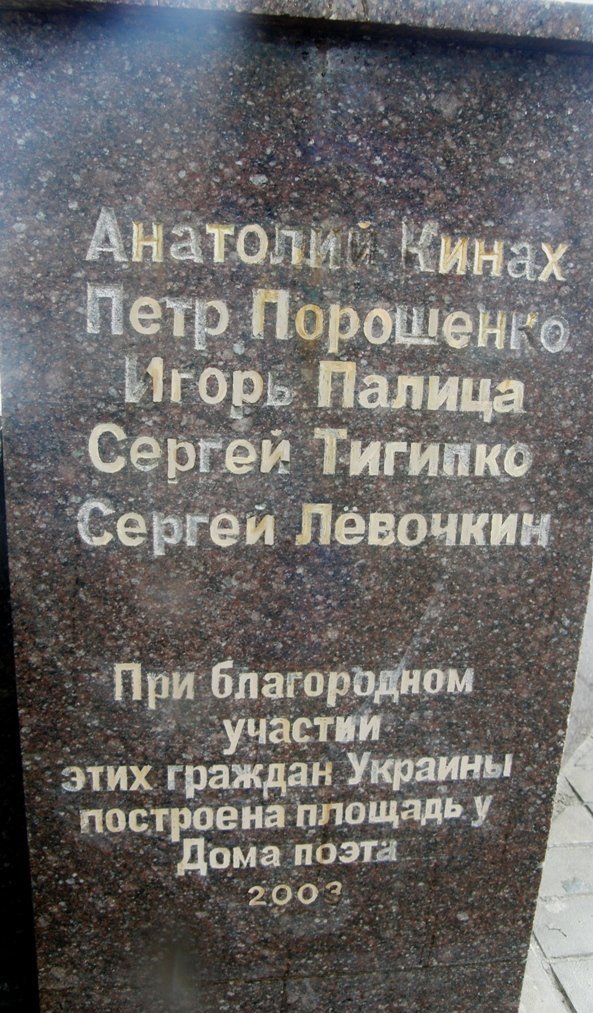 Анатолий Кинах
Петр Порошенко
Игорь Палица
Сергей Тигипко
Сергей Лёвочкин
При благородном
участии
этих граждан Украины
построена площадь у
Дома поэта
2003